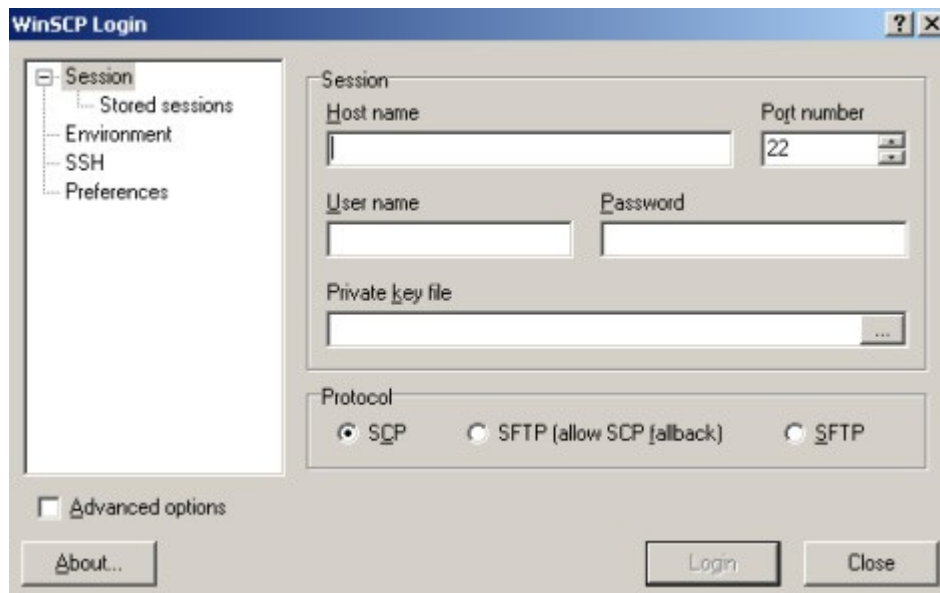 WinSCP Login
Session
Stored sessions
Environment
SSH
Preferences
Advanced options
Session
Host name
Port number
22
User name
Password
Private key file
...
Protocol
SCP
SFTP (allow SCP fallback)
SFTP
About...
Login
Close